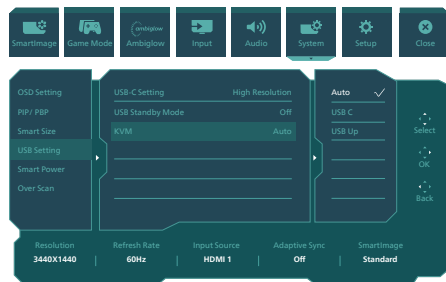 SmartImage Game Mode Ambiglow Input Audio System Setup Close
ambiglow
OSD Setting USB-C Setting High Resolution Auto
PIP/ PBP USB Standby Mode Off USB C
Smart Size KVM Auto USB Up Select
USB Setting
Smart Power OK
Over Scan Back
Resolution Refresh Rate Input Source Adaptive Sync SmartImage
3440X1440 | 60Hz | HDMI 1 | Off | Standard